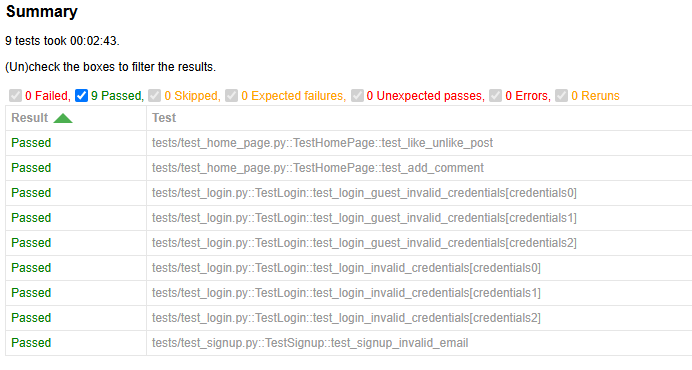 Summary
9 tests took 00:02:43.
(Un)check the boxes to filter the results.
0 Failed, 9 Passed, 0 Skipped, 0 Expected failures, 0 Unexpected passes, 0 Errors, 0 Reruns
Result Test
Passed tests/test_home_page.py::TestHomePage::test_like_unlike_post
Passed tests/test_home_page.py::TestHomePage::test_add_comment
Passed tests/test_login.py::TestLogin::test_login_guest_invalid_credentials[credentials0]
Passed tests/test_login.py::TestLogin::test_login_guest_invalid_credentials[credentials1]
Passed tests/test_login.py::TestLogin::test_login_guest_invalid_credentials[credentials2]
Passed tests/test_login.py::TestLogin::test_login_invalid_credentials[credentials0]
Passed tests/test_login.py::TestLogin::test_login_invalid_credentials[credentials1]
Passed tests/test_login.py::TestLogin::test_login_invalid_credentials[credentials2]
Passed tests/test_signup.py::TestSignup::test_signup_invalid_email